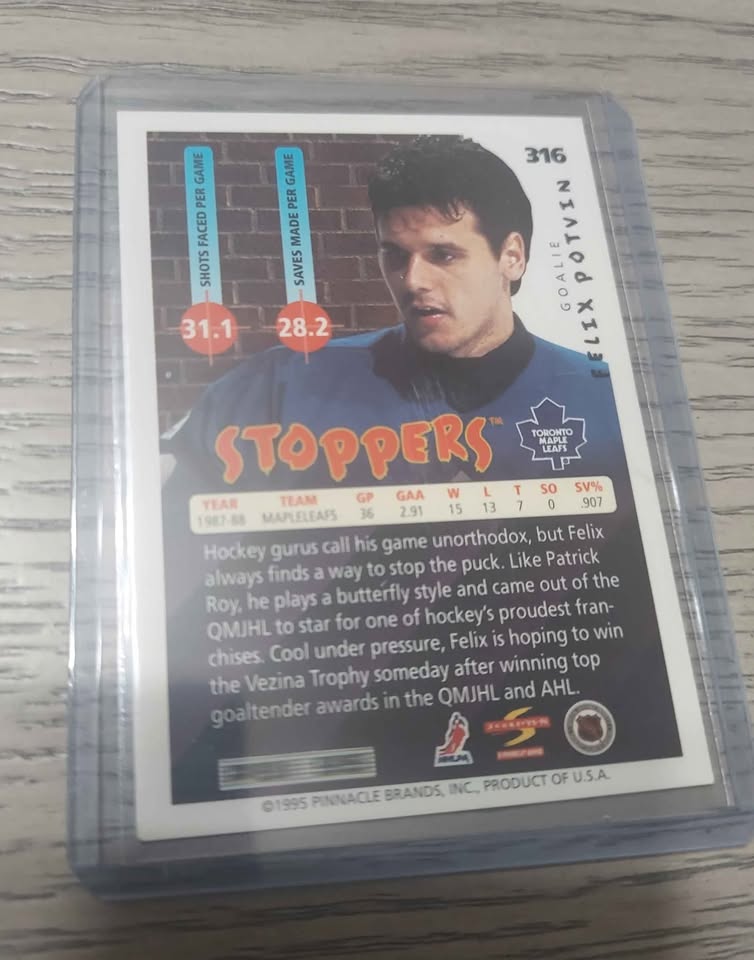 316
GOALIE
FELIX POTVIN
SHOTS FACED PER GAME
31.1
SAVES MADE PER GAME
28.2
STOPPERS™
TORONTO
MAPLE
LEAFS
YEAR TEAM GP GAA W L T SO SV%
1987-88 MAPLELEAFS 36 2.91 15 13 7 0 .907
Hockey gurus call his game unorthodox, but Felix
always finds a way to stop the puck. Like Patrick
Roy, he plays a butterfly style and came out of the
QMJHL to star for one of hockey's proudest fran-
chises. Cool under pressure, Felix is hoping to win
the Vezina Trophy someday after winning top
goaltender awards in the QMJHL and AHL.
NHLPA
©1995 PINNACLE BRANDS, INC., PRODUCT OF U.S.A.